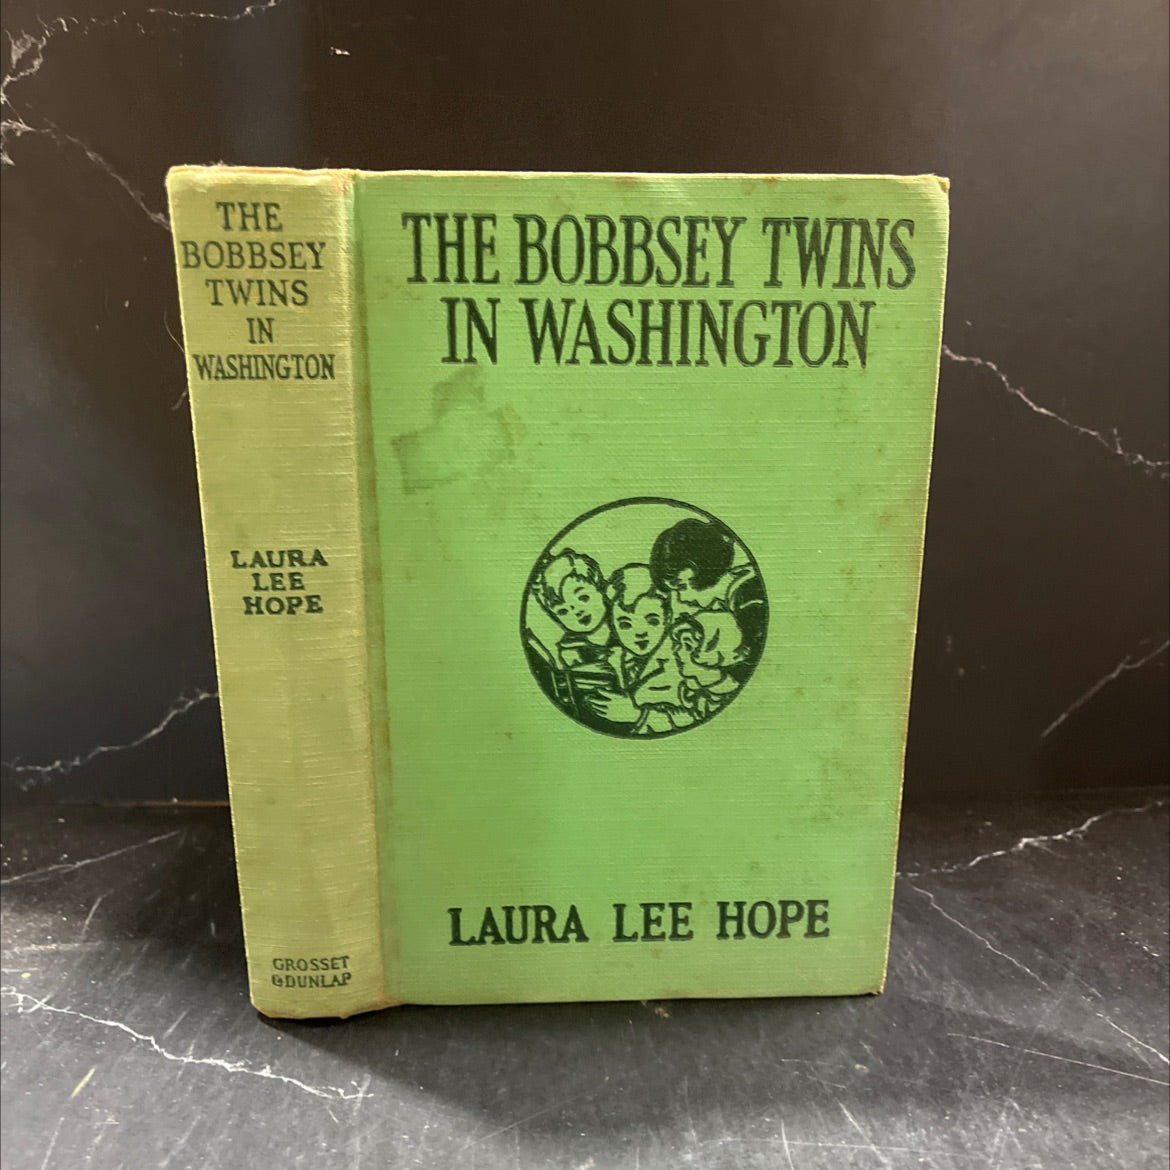 THE
BOBBSEY
TWINS
IN
WASHINGTON
LAURA
LEE
HOPE
GROSSET
&DUNLAP
THE BOBBSEY TWINS
IN WASHINGTON
LAURA LEE HOPE